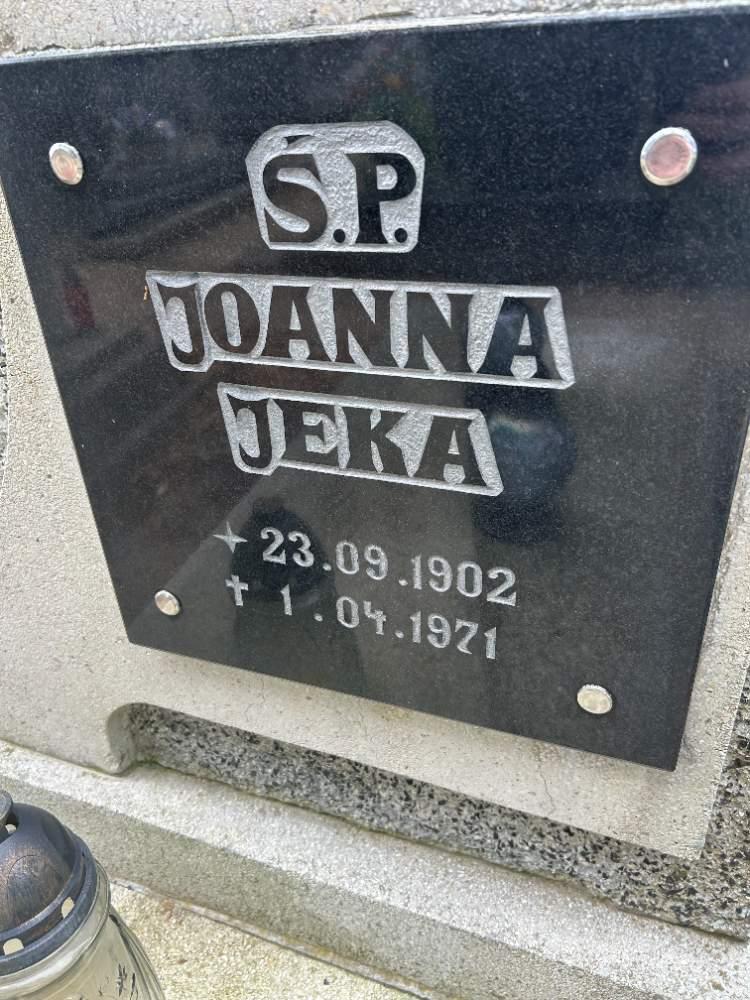 Ś.P.
JOANNA
JEKA
23.09.1902
† 1.04.1971